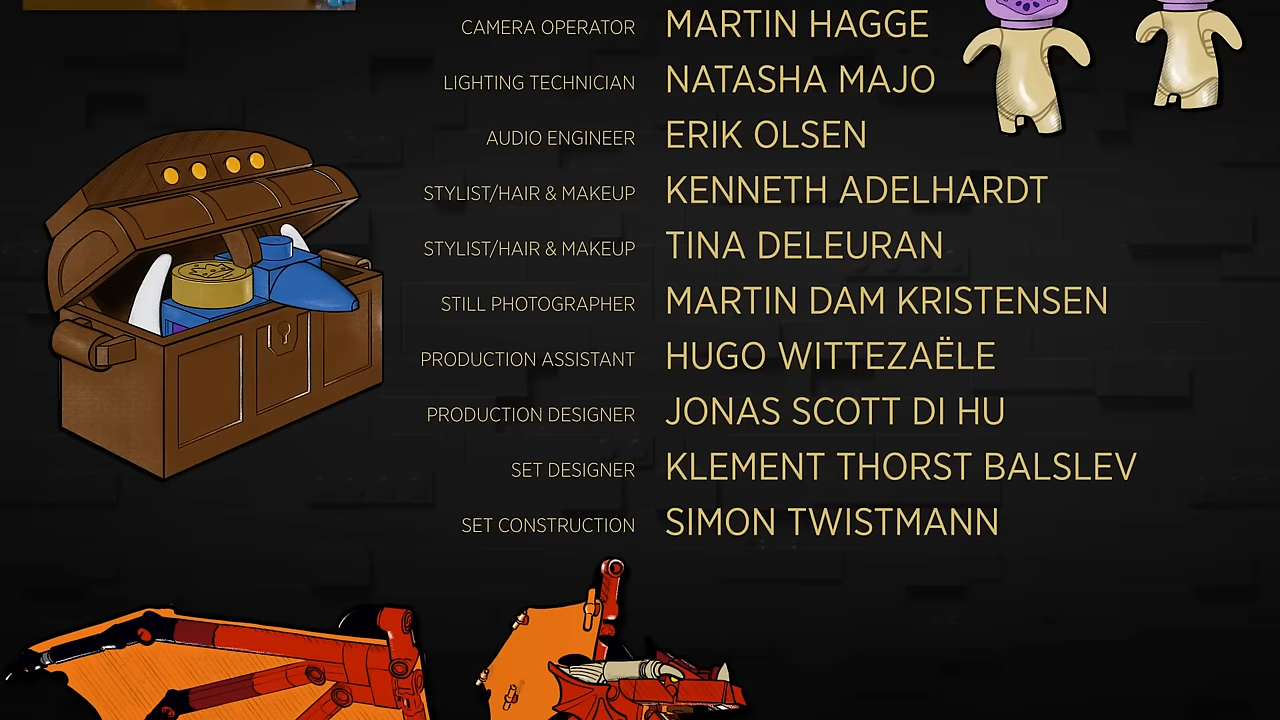 CAMERA OPERATOR MARTIN HAGGE
LIGHTING TECHNICIAN NATASHA MAJO
AUDIO ENGINEER ERIK OLSEN
STYLIST/HAIR & MAKEUP KENNETH ADELHARDT
STYLIST/HAIR & MAKEUP TINA DELEURAN
STILL PHOTOGRAPHER MARTIN DAM KRISTENSEN
PRODUCTION ASSISTANT HUGO WITTEZAËLE
PRODUCTION DESIGNER JONAS SCOTT DI HU
SET DESIGNER KLEMENT THORST BALSLEV
SET CONSTRUCTION SIMON TWISTMANN